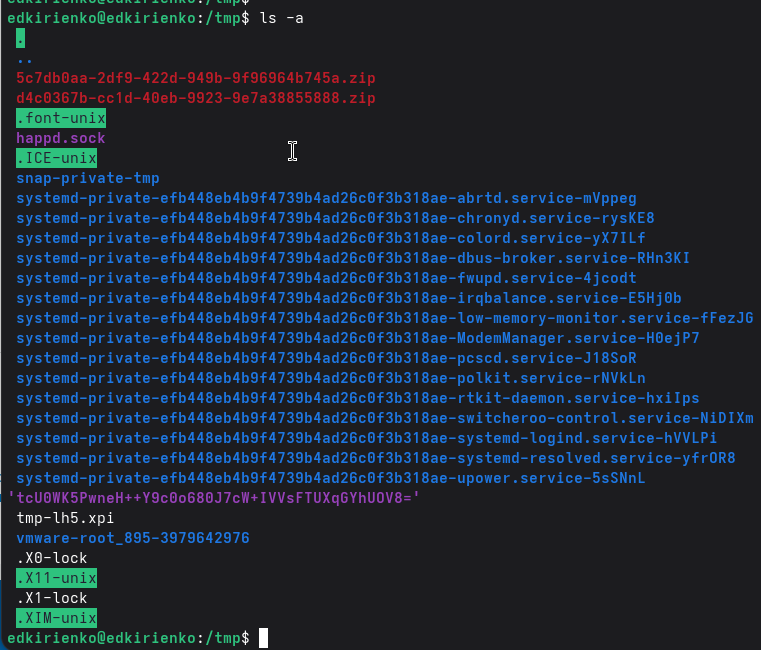 edkirienko@edkirienko:/tmp$ ls -a
.
..
5c7db0aa-2df9-422d-949b-9f96964b745a.zip
d4c0367b-cc1d-40eb-9923-9e7a38855888.zip
.font-unix
happd.sock
.ICE-unix
snap-private-tmp
systemd-private-efb448eb4b9f4739b4ad26c0f3b318ae-abrtd.service-mVppeg
systemd-private-efb448eb4b9f4739b4ad26c0f3b318ae-chronyd.service-rysKE8
systemd-private-efb448eb4b9f4739b4ad26c0f3b318ae-colord.service-yX7ILf
systemd-private-efb448eb4b9f4739b4ad26c0f3b318ae-dbus-broker.service-RHn3KI
systemd-private-efb448eb4b9f4739b4ad26c0f3b318ae-fwupd.service-4jcodt
systemd-private-efb448eb4b9f4739b4ad26c0f3b318ae-irqbalance.service-E5Hj0b
systemd-private-efb448eb4b9f4739b4ad26c0f3b318ae-low-memory-monitor.service-fFezJG
systemd-private-efb448eb4b9f4739b4ad26c0f3b318ae-ModemManager.service-H0ejP7
systemd-private-efb448eb4b9f4739b4ad26c0f3b318ae-pcscd.service-J18SoR
systemd-private-efb448eb4b9f4739b4ad26c0f3b318ae-polkit.service-rNVkLn
systemd-private-efb448eb4b9f4739b4ad26c0f3b318ae-rtkit-daemon.service-hxiIps
systemd-private-efb448eb4b9f4739b4ad26c0f3b318ae-switcheroo-control.service-NiDIXm
systemd-private-efb448eb4b9f4739b4ad26c0f3b318ae-systemd-logind.service-hVVLPi
systemd-private-efb448eb4b9f4739b4ad26c0f3b318ae-systemd-resolved.service-yfrOR8
systemd-private-efb448eb4b9f4739b4ad26c0f3b318ae-upower.service-5sSNnL
'tcU0WK5PwneH++Y9c0o680J7cW+IVVsFTUXqGYhUOV8='
tmp-lh5.xpi
vmware-root_895-3979642976
.X0-lock
.X11-unix
.X1-lock
.XIM-unix
edkirienko@edkirienko:/tmp$